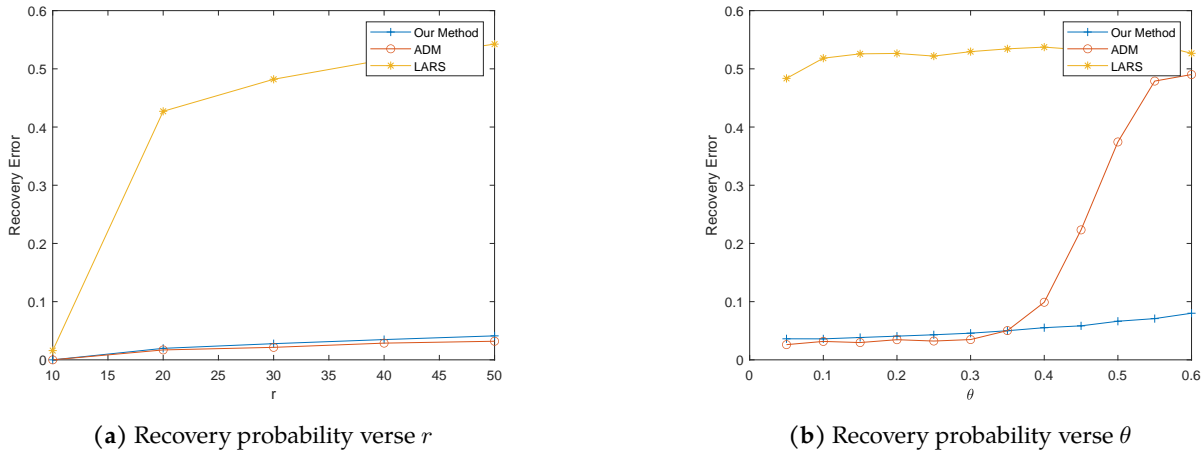 0.6
0.5
0.4
0.3
0.2
0.1
0
Recovery Error
10 15 20 25 30 35 40 45 50
r
Our Method
ADM
LARS
(a) Recovery probability verse r
0.6
0.5
0.4
0.3
0.2
0.1
0
Recovery Error
0 0.1 0.2 0.3 0.4 0.5 0.6
θ
Our Method
ADM
LARS
(b) Recovery probability verse θ